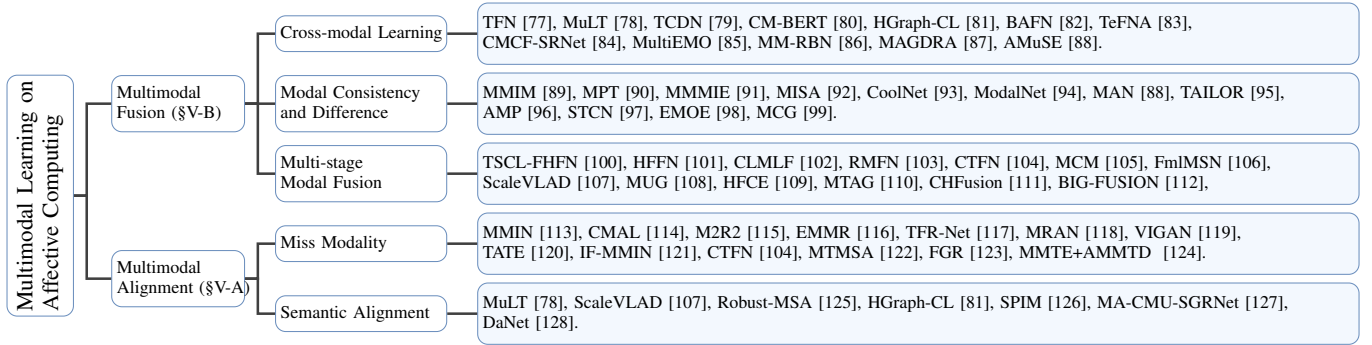 Multimodal Learning on
Affective Computing
Multimodal
Fusion (§V-B)
Cross-modal Learning
TFN [77], MuLT [78], TCDN [79], CM-BERT [80], HGraph-CL [81], BAFN [82], TeFNA [83],
CMCF-SRNet [84], MultiEMO [85], MM-RBN [86], MAGDRA [87], AMuSE [88].
Modal Consistency
and Difference
MMIM [89], MPT [90], MMMIE [91], MISA [92], CoolNet [93], ModalNet [94], MAN [88], TAILOR [95],
AMP [96], STCN [97], EMOE [98], MCG [99].
Multi-stage
Modal Fusion
TSCL-FHFN [100], HFFN [101], CLMLF [102], RMFN [103], CTFN [104], MCM [105], FmlMSN [106],
ScaleVLAD [107], MUG [108], HFCE [109], MTAG [110], CHFusion [111], BIG-FUSION [112],
Multimodal
Alignment (§V-A)
Miss Modality
MMIN [113], CMAL [114], M2R2 [115], EMMR [116], TFR-Net [117], MRAN [118], VIGAN [119],
TATE [120], IF-MMIN [121], CTFN [104], MTMSA [122], FGR [123], MMTE+AMMTD [124].
Semantic Alignment
MuLT [78], ScaleVLAD [107], Robust-MSA [125], HGraph-CL [81], SPIM [126], MA-CMU-SGRNet [127],
DaNet [128].